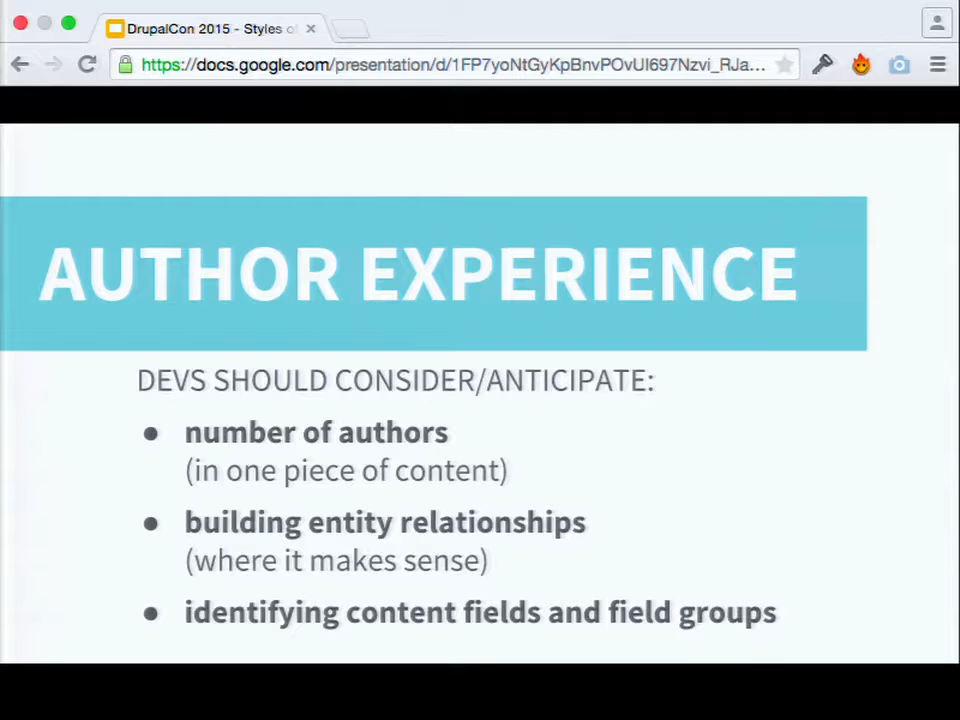 DrupalCon 2015 - Styles o
https://docs.google.com/presentation/d/1FP7yoNtGyKpBnvPOvUI697Nzvi_RJa...
AUTHOR EXPERIENCE
DEVS SHOULD CONSIDER/ANTICIPATE:
● number of authors
(in one piece of content)
● building entity relationships
(where it makes sense)
● identifying content fields and field groups